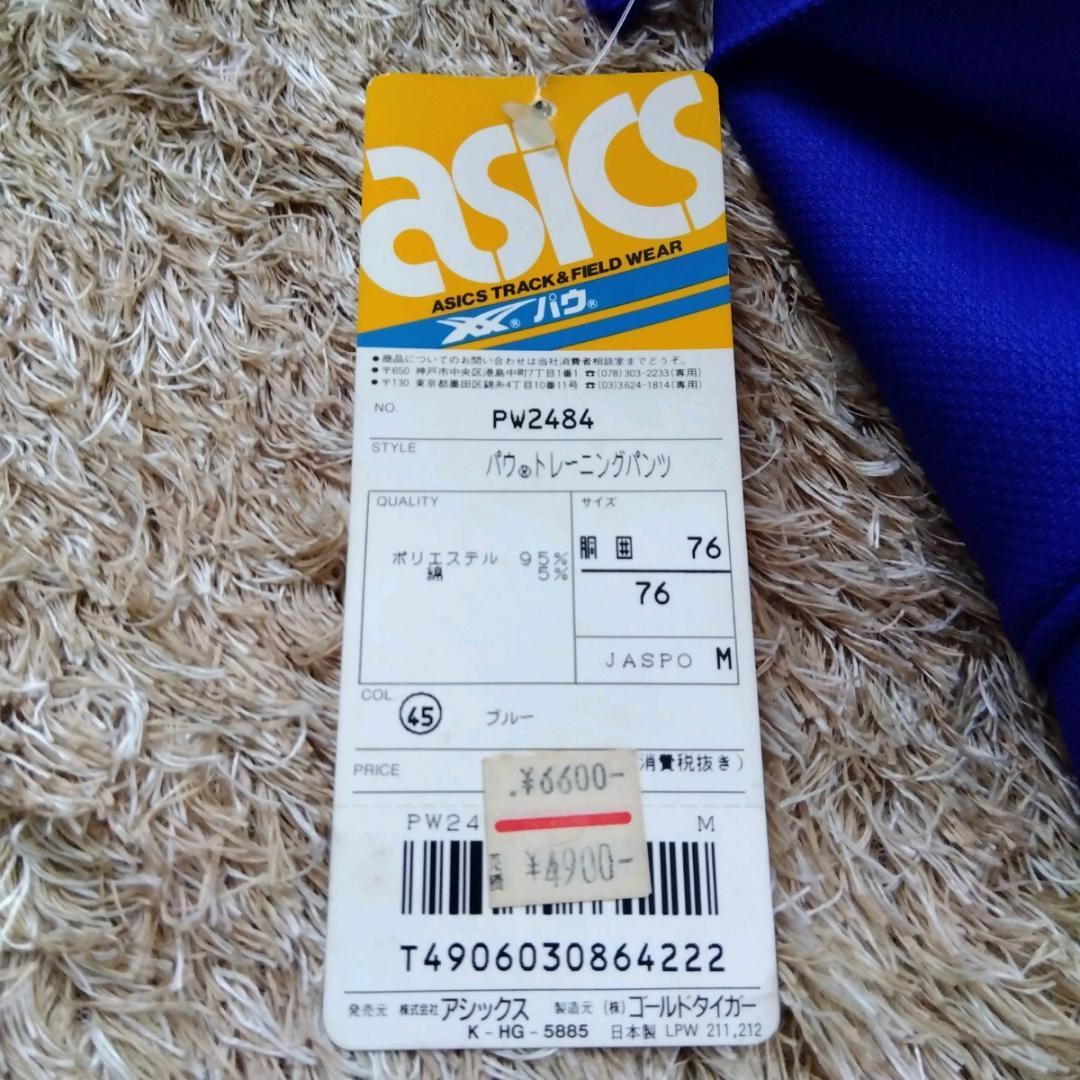 asics
ASICS TRACK & FIELD WEAR
® パウ®
●商品についてのお問い合わせは当社消費者相談室までどうぞ。
●〒650 神戸市中央区港島中町7丁目1番1 ☎(078)303-2233(専用)
●〒130 東京都墨田区錦糸4丁目10番11号 ☎(03)3624-1814(専用)
NO.
PW2484
STYLE
パウ®トレーニングパンツ
QUALITY
サイズ
ポリエステル 95%
綿 5%
胴囲 76
76
JASPO M
COL
45 ブルー
PRICE
消費税抜き)
¥6600-
PW24 M
売価 ¥4900-
T4906030864222
発売元 株式会社アシックス 製造元 (株)ゴールドタイガー
K-HG-5885 日本製 LPW 211,212